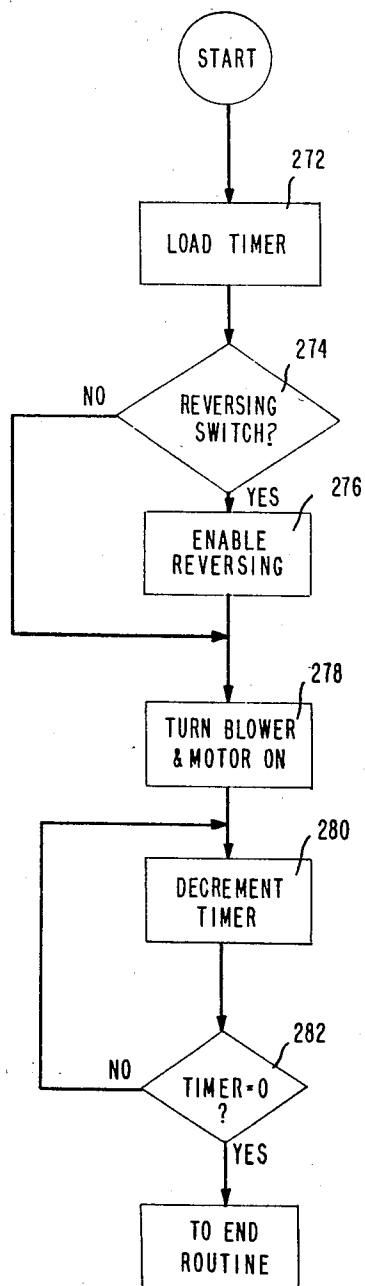 START
272
LOAD TIMER
274
NO
REVERSING
SWITCH?
YES
276
ENABLE
REVERSING
278
TURN BLOWER
& MOTOR ON
280
DECREMENT
TIMER
282
NO
TIMER=0
?
YES
TO END
ROUTINE